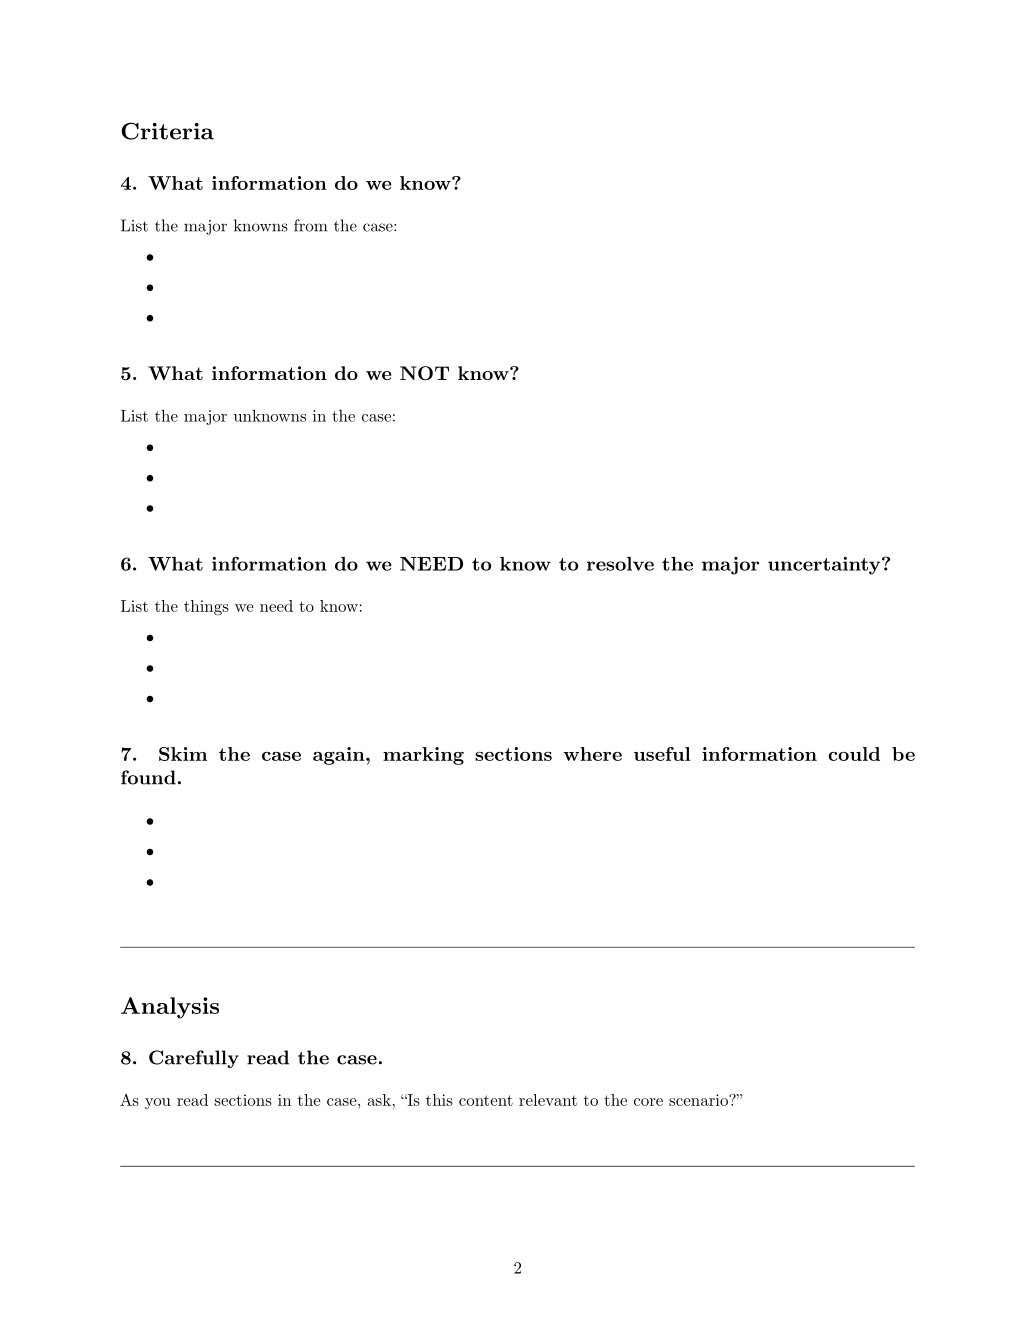 Criteria
4. What information do we know?
List the major knowns from the case:
•
•
•
5. What information do we NOT know?
List the major unknowns in the case:
•
•
•
6. What information do we NEED to know to resolve the major uncertainty?
List the things we need to know:
•
•
•
7. Skim the case again, marking sections where useful information could be
found.
•
•
•
Analysis
8. Carefully read the case.
As you read sections in the case, ask, “Is this content relevant to the core scenario?”
2